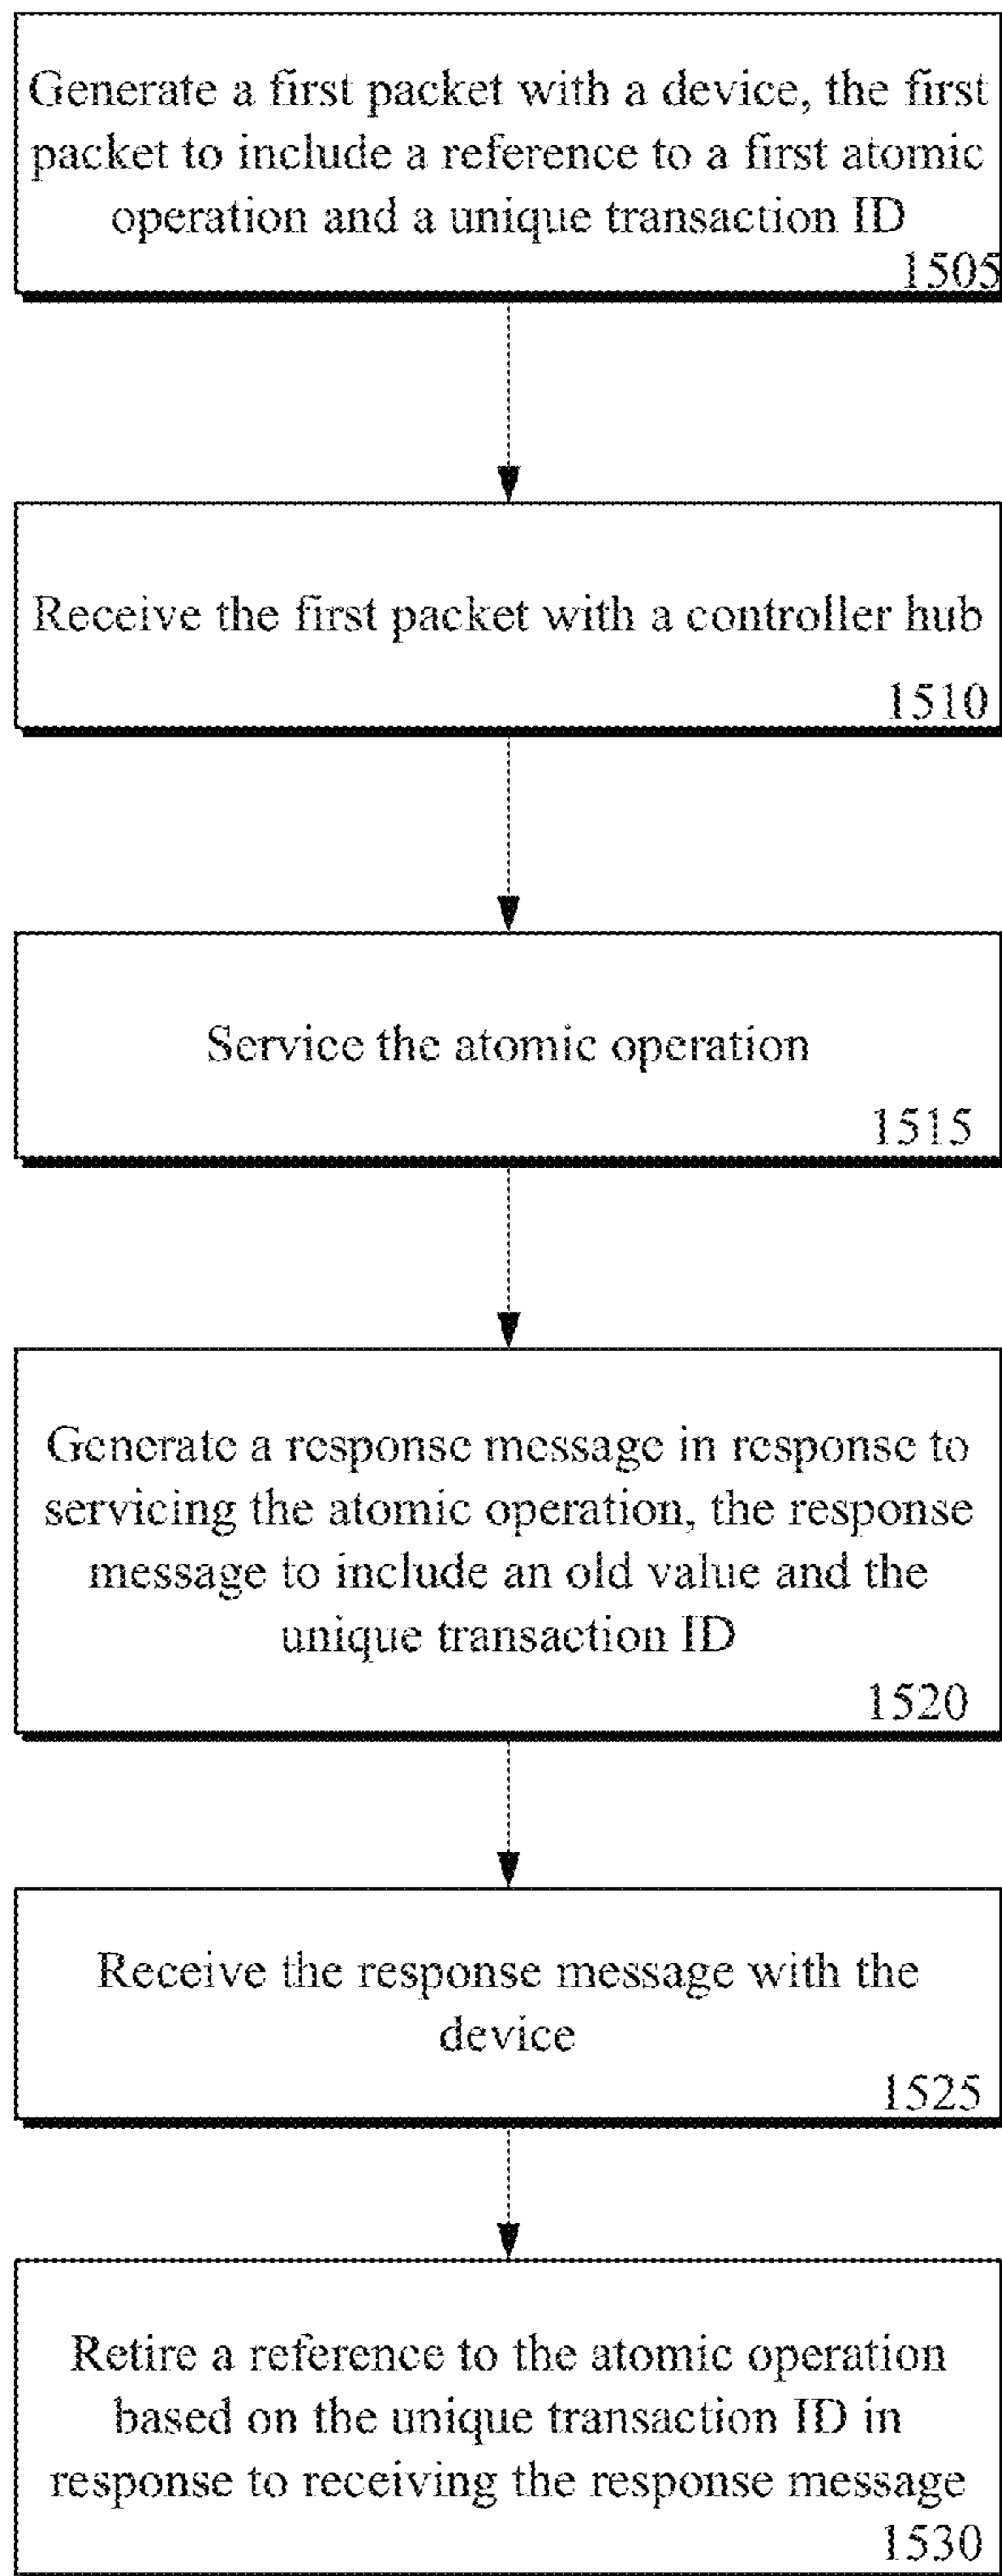 Generate a first packet with a device, the first
packet to include a reference to a first atomic
operation and a unique transaction ID
1505
Receive the first packet with a controller hub
1510
Service the atomic operation
1515
Generate a response message in response to
servicing the atomic operation, the response
message to include an old value and the
unique transaction ID
1520
Receive the response message with the
device
1525
Retire a reference to the atomic operation
based on the unique transaction ID in
response to receiving the response message
1530